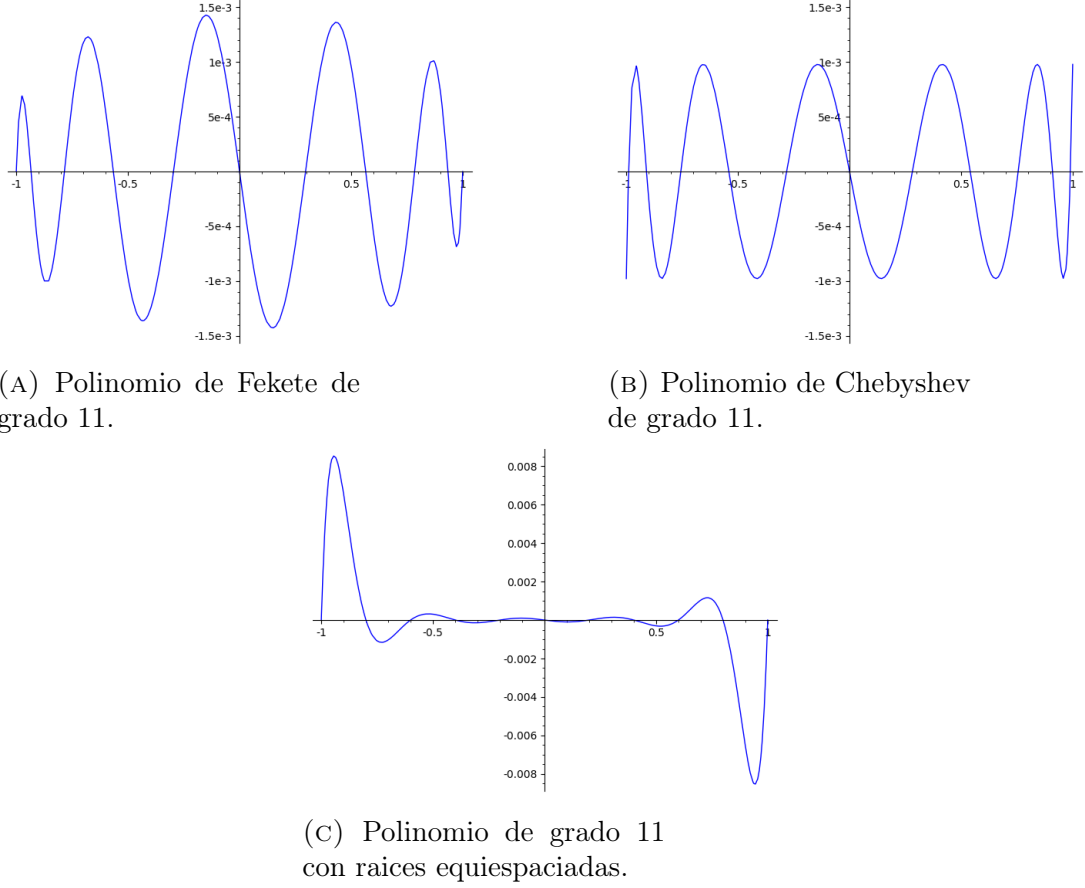 1.5e-3
1e-3
5e-4
-1 -0.5 0.5 1
-5e-4
-1e-3
-1.5e-3
(A) Polinomio de Fekete de
grado 11.
1.5e-3
1e-3
5e-4
-1 -0.5 0.5 1
-5e-4
-1e-3
-1.5e-3
(B) Polinomio de Chebyshev
de grado 11.
0.008
0.006
0.004
0.002
-1 -0.5 0.5 1
-0.002
-0.004
-0.006
-0.008
(C) Polinomio de grado 11
con raices equiespaciadas.